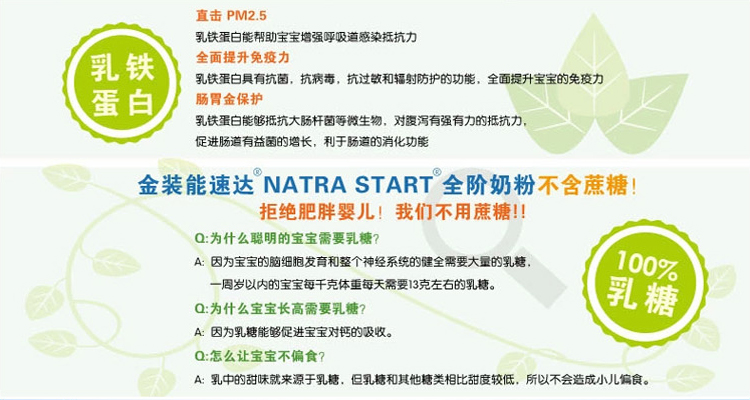 乳铁
蛋白
直击 PM2.5
乳铁蛋白能帮助宝宝增强呼吸道感染抵抗力
全面提升免疫力
乳铁蛋白具有抗菌，抗病毒，抗过敏和辐射防护的功能，全面提升宝宝的免疫力
肠胃金保护
乳铁蛋白能够抵抗大肠杆菌等微生物，对腹泻有强有力的抵抗力，
促进肠道有益菌的增长，利于肠道的消化功能
金装能速达®NATRA START®全阶奶粉不含蔗糖！
拒绝肥胖婴儿！我们不用蔗糖!!
Q:为什么聪明的宝宝需要乳糖?
A: 因为宝宝的脑细胞发育和整个神经系统的健全需要大量的乳糖，
一周岁以内的宝宝每千克体重每天需要13克左右的乳糖。
Q:为什么宝宝长高需要乳糖?
A: 因为乳糖能够促进宝宝对钙的吸收。
Q:怎么让宝宝不偏食?
A: 乳中的甜味就来源于乳糖，但乳糖和其他糖类相比甜度较低，所以不会造成小儿偏食。
100%
乳糖